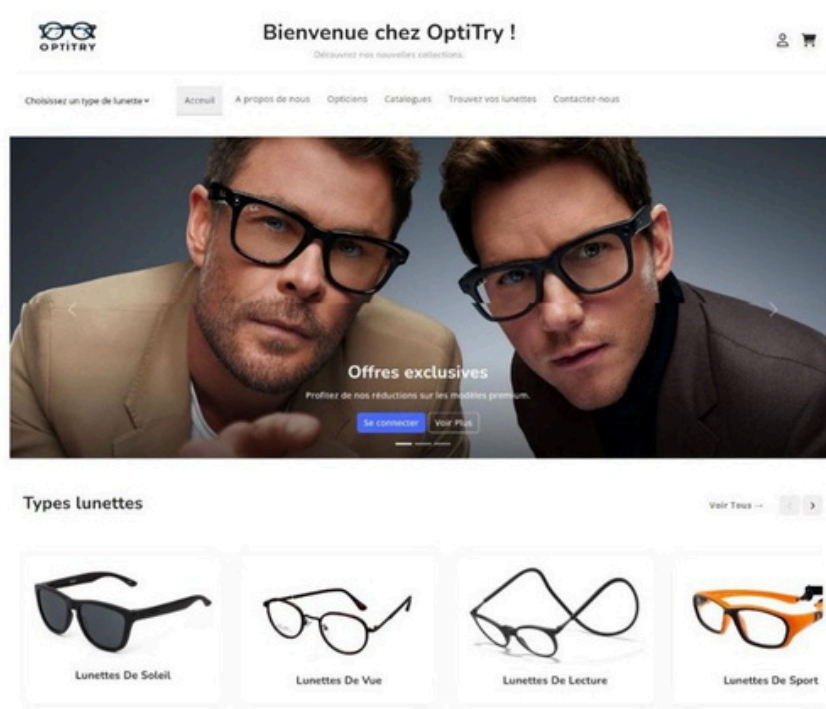 OPTITRY
Bienvenue chez OptiTry !
Découvrez nos nouvelles collections.
Choisissez un type de lunette
Acceuil
A propos de nous
Opticiens
Catalogues
Trouvez vos lunettes
Contactez-nous
Offres exclusives
Profitez de nos réductions sur les modèles premium.
Se connecter
Voir Plus
Types lunettes
Voir Tous →
Lunettes De Soleil
Lunettes De Vue
Lunettes De Lecture
Lunettes De Sport